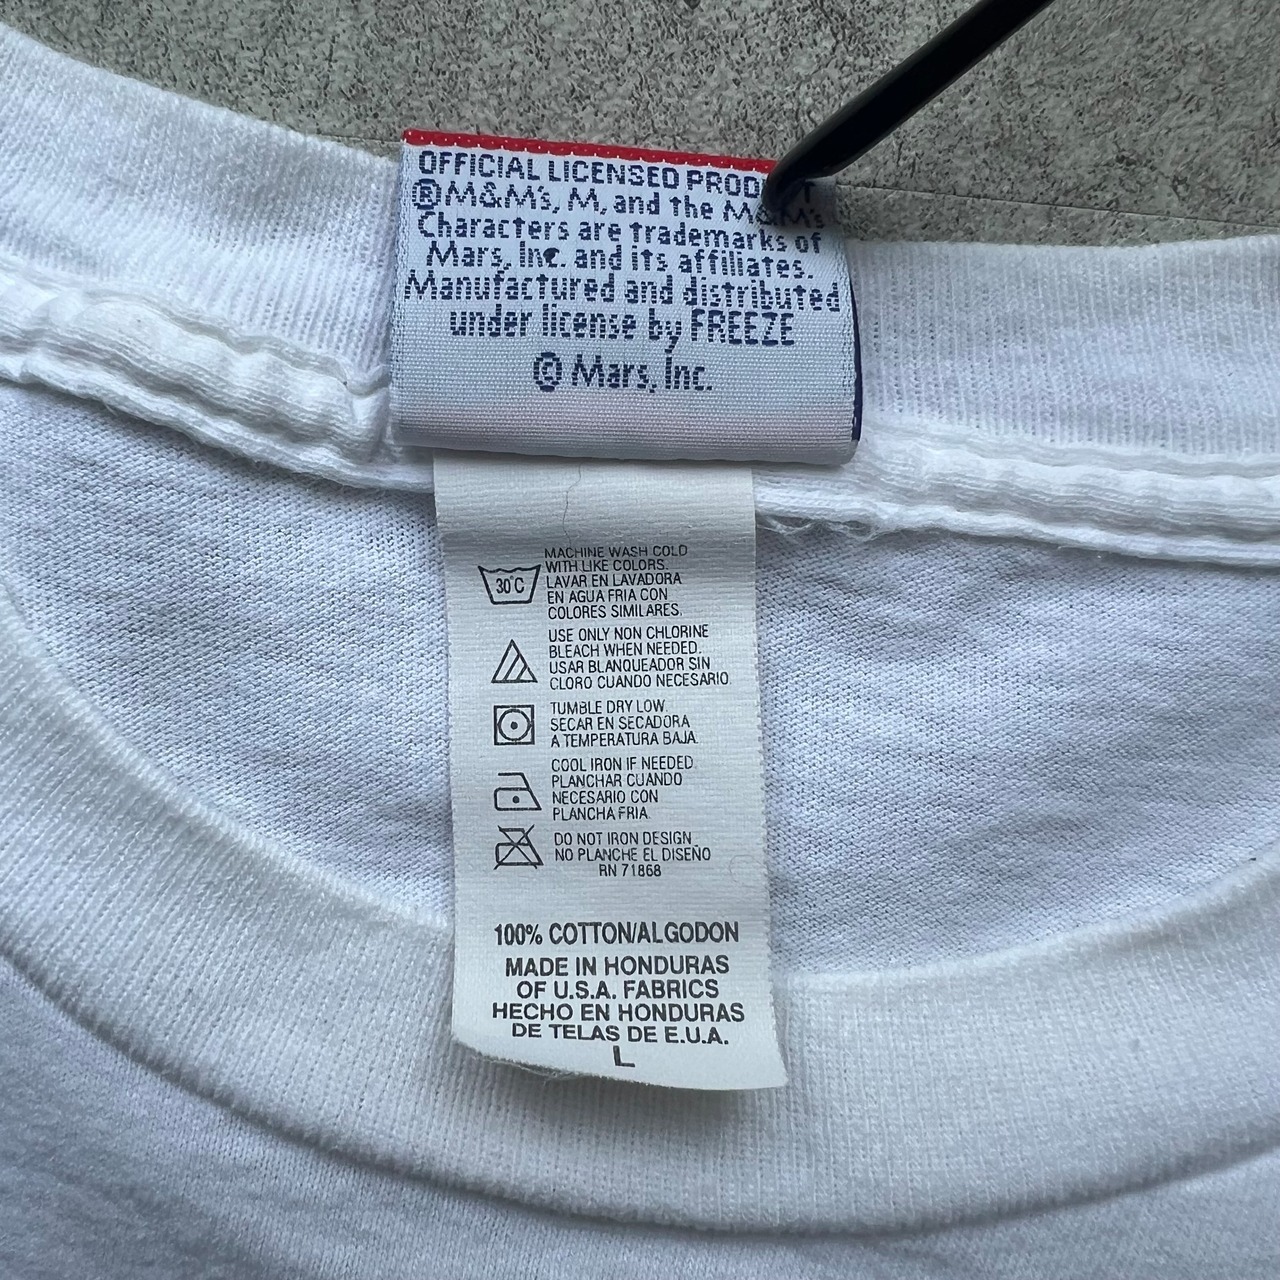 OFFICIAL LICENSED PRODUCT
®M&M's, M, and the M&M's
Characters are trademarks of
Mars, Inc. and its affiliates.
Manufactured and distributed
under license by FREEZE
© Mars, Inc.
30°C
MACHINE WASH COLD
WITH LIKE COLORS.
LAVAR EN LAVADORA
EN AGUA FRIA CON
COLORES SIMILARES.
USE ONLY NON CHLORINE
BLEACH WHEN NEEDED.
USAR BLANQUEADOR SIN
CLORO CUANDO NECESARIO.
TUMBLE DRY LOW.
SECAR EN SECADORA
A TEMPERATURA BAJA.
COOL IRON IF NEEDED.
PLANCHAR CUANDO
NECESARIO CON
PLANCHA FRIA.
DO NOT IRON DESIGN.
NO PLANCHE EL DISEÑO
RN 71868
100% COTTON/ALGODON
MADE IN HONDURAS
OF U.S.A. FABRICS
HECHO EN HONDURAS
DE TELAS DE E.U.A.
L